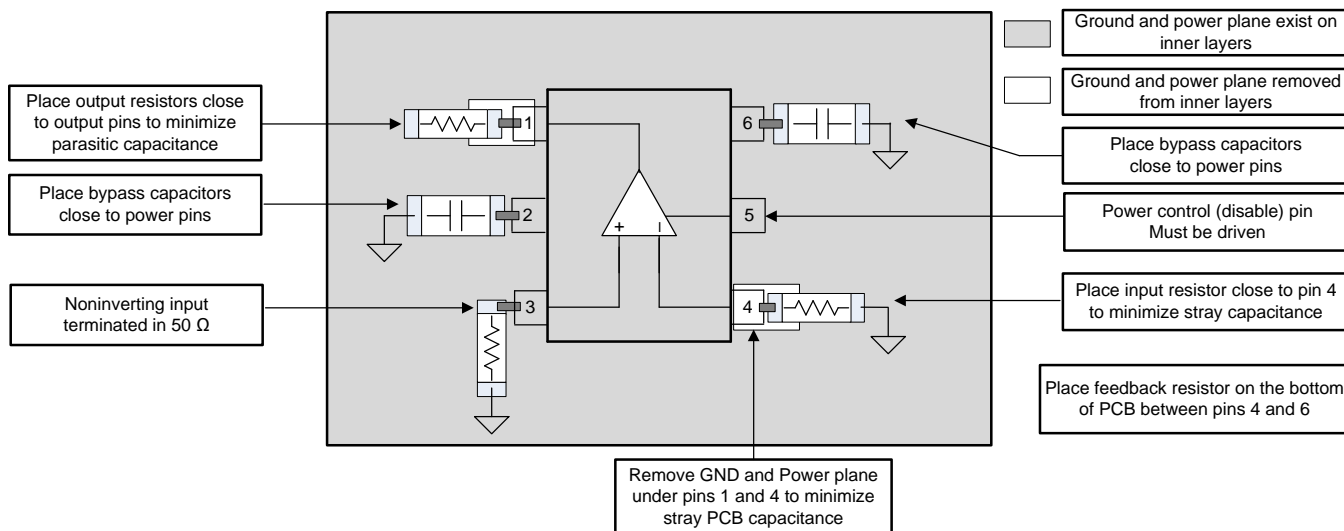 Ground and power plane exist on
inner layers
Ground and power plane removed
from inner layers
Place output resistors close
to output pins to minimize
parasitic capacitance
Place bypass capacitors
close to power pins
Noninverting input
terminated in 50 Ω
1
2
3
+
−
6
5
4
Place bypass capacitors
close to power pins
Power control (disable) pin
Must be driven
Place input resistor close to pin 4
to minimize stray capacitance
Place feedback resistor on the bottom
of PCB between pins 4 and 6
Remove GND and Power plane
under pins 1 and 4 to minimize
stray PCB capacitance